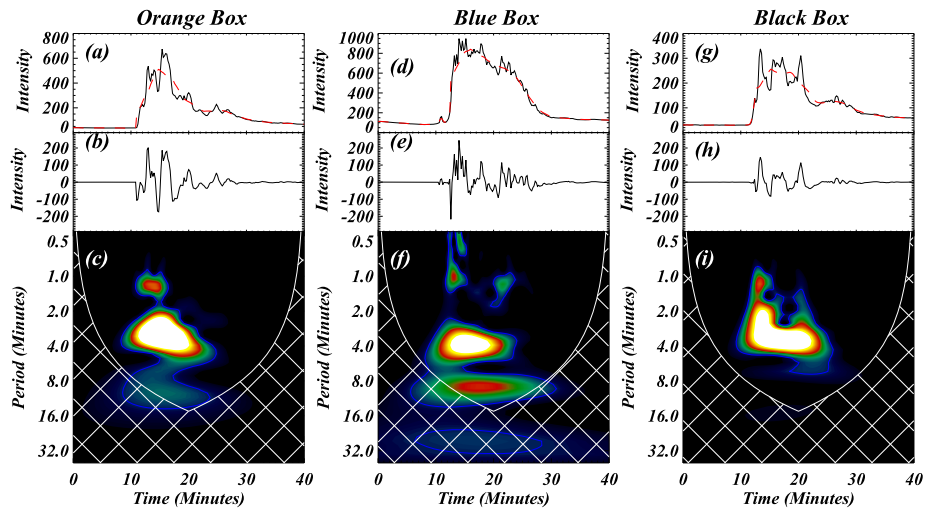 Orange Box Blue Box Black Box
(a) (d) (g)
Intensity Intensity Intensity
800 600 400 200 0
1000 800 600 400 200 0
400 300 200 100 0
(b) (e) (h)
Intensity Intensity Intensity
200 100 0 -100 -200
200 100 0 -100 -200
200 100 0 -100 -200
(c) (f) (i)
Period (Minutes) Period (Minutes) Period (Minutes)
0.5 1.0 2.0 4.0 8.0 16.0 32.0
0.5 1.0 2.0 4.0 8.0 16.0 32.0
0.5 1.0 2.0 4.0 8.0 16.0 32.0
0 10 20 30 40 0 10 20 30 40 0 10 20 30 40
Time (Minutes) Time (Minutes) Time (Minutes)